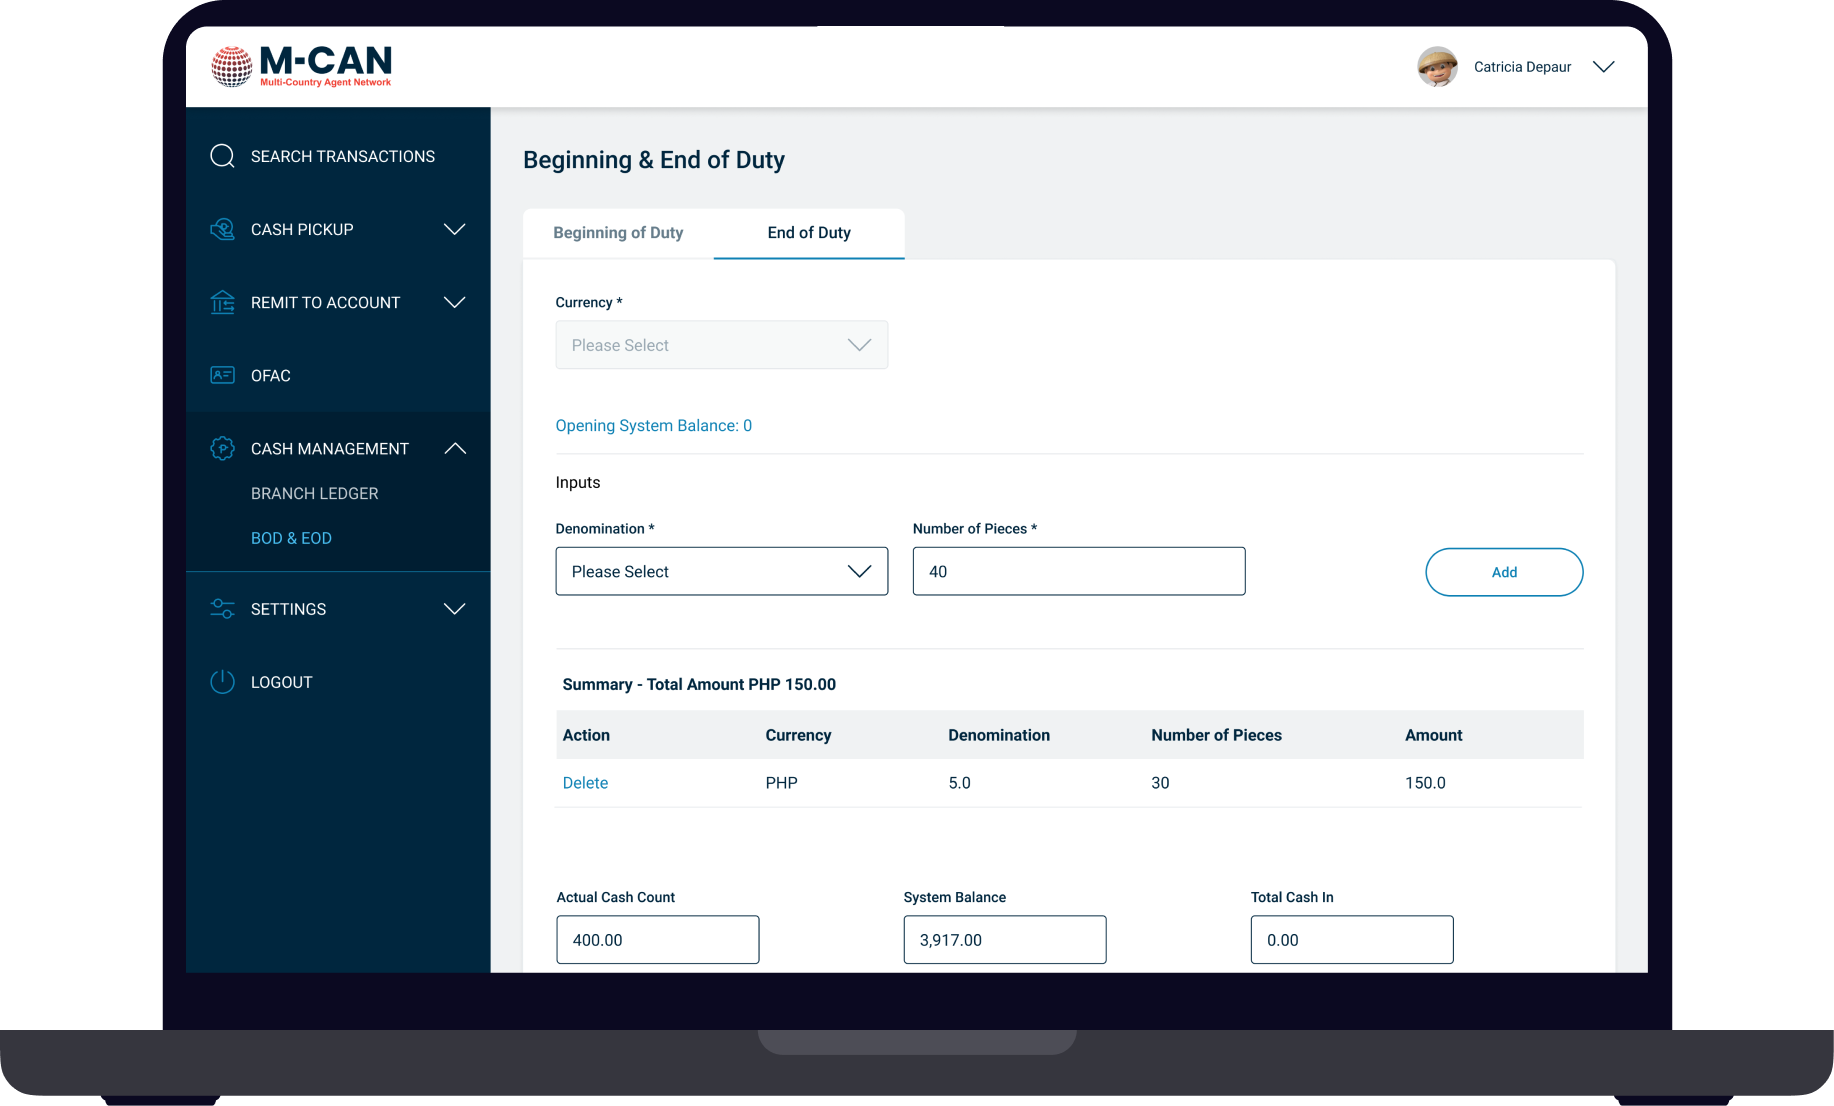 M-CAN
Multi-Country Agent Network
Catricia Depaur
SEARCH TRANSACTIONS
CASH PICKUP
REMIT TO ACCOUNT
OFAC
CASH MANAGEMENT
BRANCH LEDGER
BOD & EOD
SETTINGS
LOGOUT
Beginning & End of Duty
Beginning of Duty End of Duty
Currency *
Please Select
Opening System Balance: 0
Inputs
Denomination * Number of Pieces *
Please Select 40 Add
Summary - Total Amount PHP 150.00
Action Currency Denomination Number of Pieces Amount
Delete PHP 5.0 30 150.0
Actual Cash Count System Balance Total Cash In
400.00 3,917.00 0.00